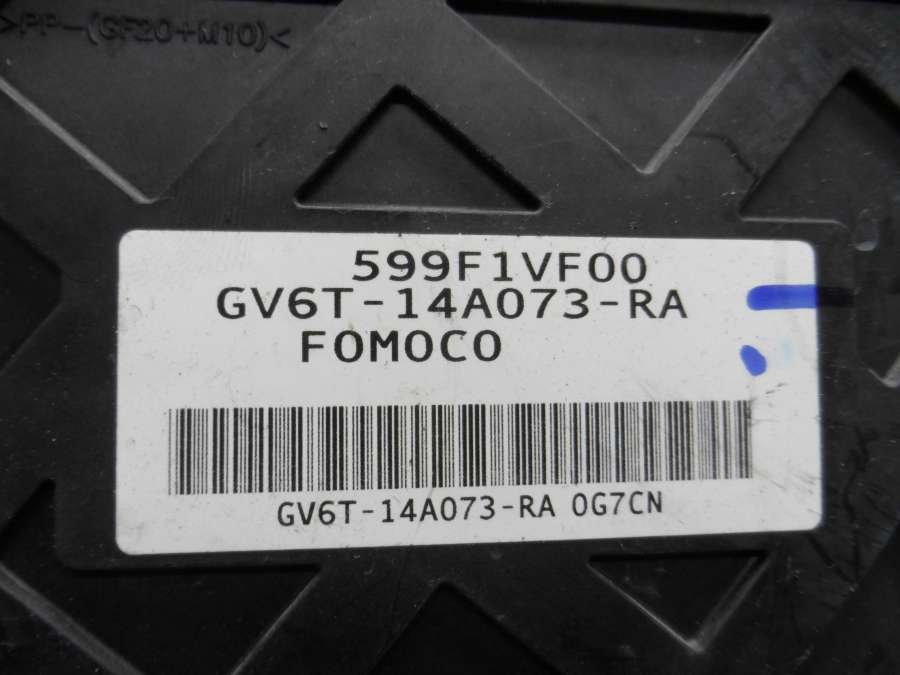 >PP-(GF20+M10)<
599F1VF00
GV6T-14A073-RA
FOMOCO
GV6T-14A073-RA 0G7CN